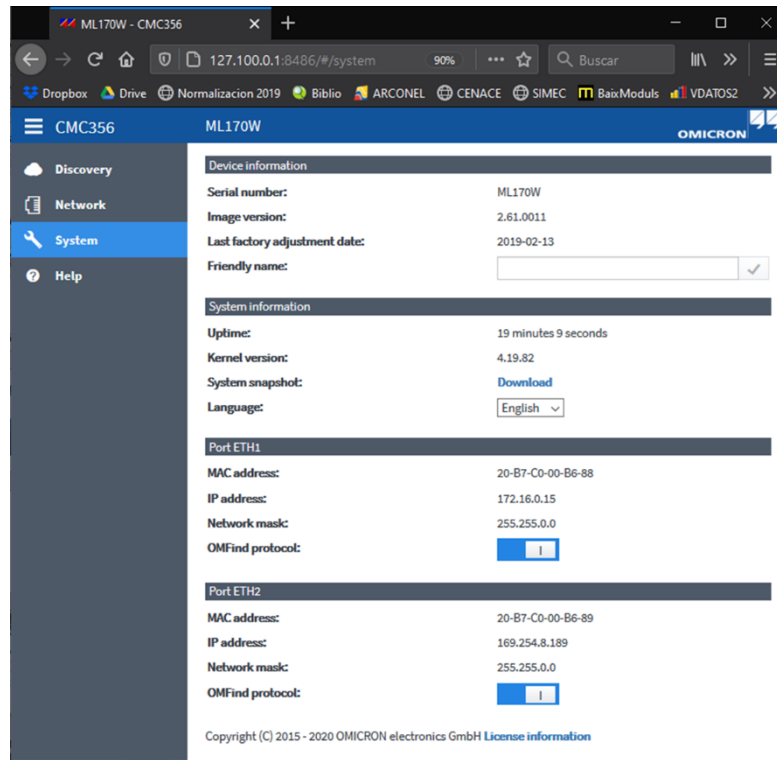 ML170W - CMC356
127.100.0.1:8486/#/system 90% Buscar
Dropbox Drive Normalizacion 2019 Biblio ARCONEL CENACE SIMEC BaixModuls VDATOS2
CMC356 ML170W OMICRON
Discovery
Network
System
Help
Device information
Serial number: ML170W
Image version: 2.61.0011
Last factory adjustment date: 2019-02-13
Friendly name:
System information
Uptime: 19 minutes 9 seconds
Kernel version: 4.19.82
System snapshot: Download
Language: English
Port ETH1
MAC address: 20-B7-C0-00-B6-88
IP address: 172.16.0.15
Network mask: 255.255.0.0
OMFind protocol:
Port ETH2
MAC address: 20-B7-C0-00-B6-89
IP address: 169.254.8.189
Network mask: 255.255.0.0
OMFind protocol:
Copyright (C) 2015 - 2020 OMICRON electronics GmbH License information